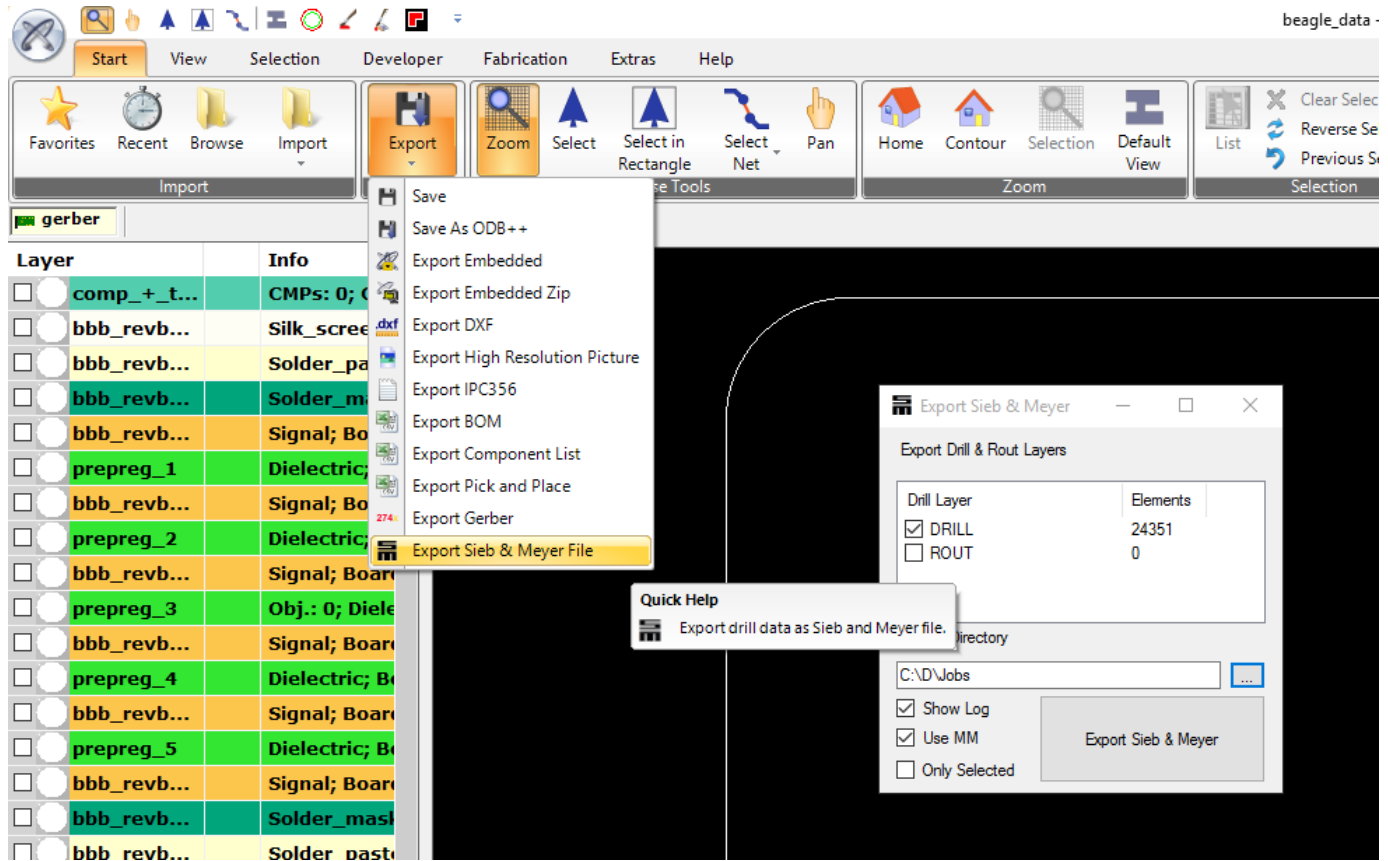 beagle_data -
Start View Selection Developer Fabrication Extras Help
Favorites Recent Browse Import Export Zoom Select Select in Rectangle Select Net Pan Home Contour Selection Default View List
Clear Selec
Reverse Se
Previous S
Import se Tools Zoom Selection
gerber
Save
Save As ODB++
Export Embedded
Export Embedded Zip
.dxf Export DXF
Export High Resolution Picture
Export IPC356
CSV Export BOM
CSV Export Component List
CSV Export Pick and Place
274x Export Gerber
Export Sieb & Meyer File
Quick Help
Export drill data as Sieb and Meyer file.
Layer Info
comp_+_t... CMPs: 0; C
bbb_revb... Silk_scree
bbb_revb... Solder_pa
bbb_revb... Solder_ma
bbb_revb... Signal; Bo
prepreg_1 Dielectric;
bbb_revb... Signal; Bo
prepreg_2 Dielectric;
bbb_revb... Signal; Boar
prepreg_3 Obj.: 0; Diele
bbb_revb... Signal; Boar
prepreg_4 Dielectric; Bo
bbb_revb... Signal; Boar
prepreg_5 Dielectric; Bo
bbb_revb... Signal; Boar
bbb_revb... Solder_mask
bbb_revb... Solder_paste
Export Sieb & Meyer
Export Drill & Rout Layers
Drill Layer Elements
DRILL 24351
ROUT 0
Directory
C:\D\Jobs ...
Show Log
Use MM
Only Selected
Export Sieb & Meyer